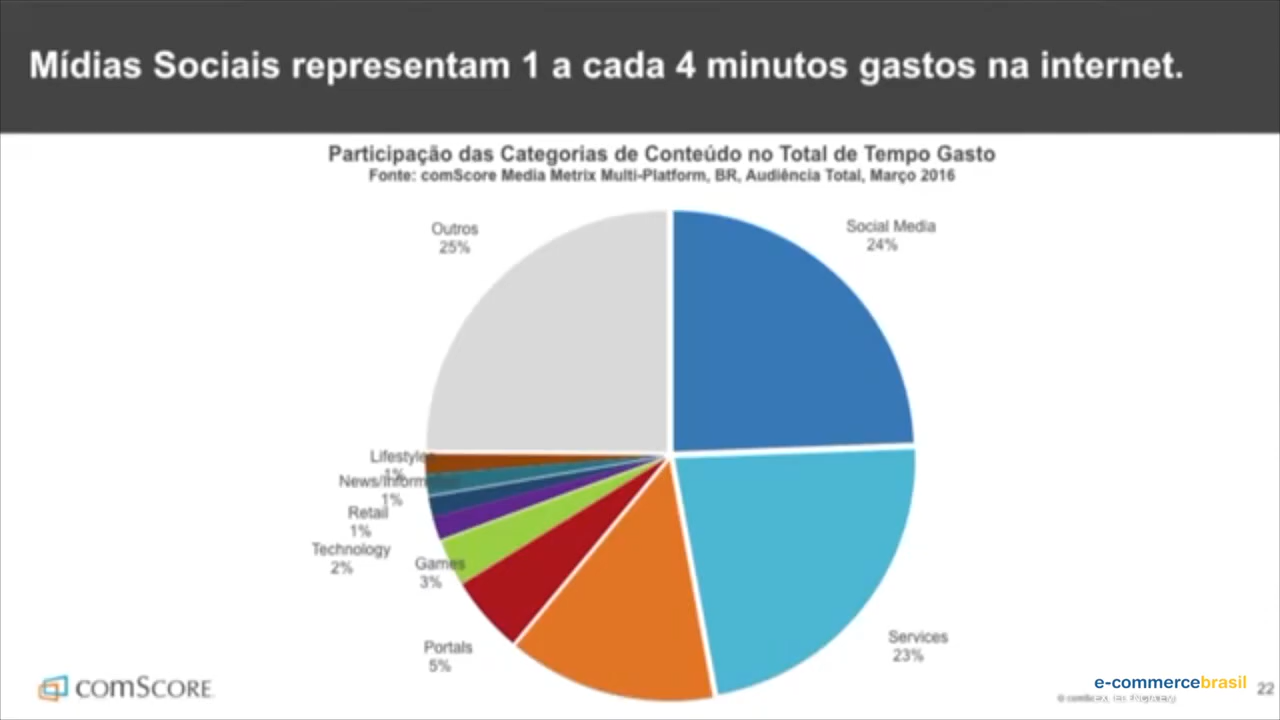 Mídias Sociais representam 1 a cada 4 minutos gastos na internet.
Participação das Categorias de Conteúdo no Total de Tempo Gasto
Fonte: comScore Media Metrix Multi-Platform, BR, Audiência Total, Março 2016
Outros
25%
Social Media
24%
Lifestyles
1%
News/Inform
1%
Retail
1%
Technology
2%
Games
3%
Portals
5%
Services
23%
comSCORE
e-commercebrasil
22